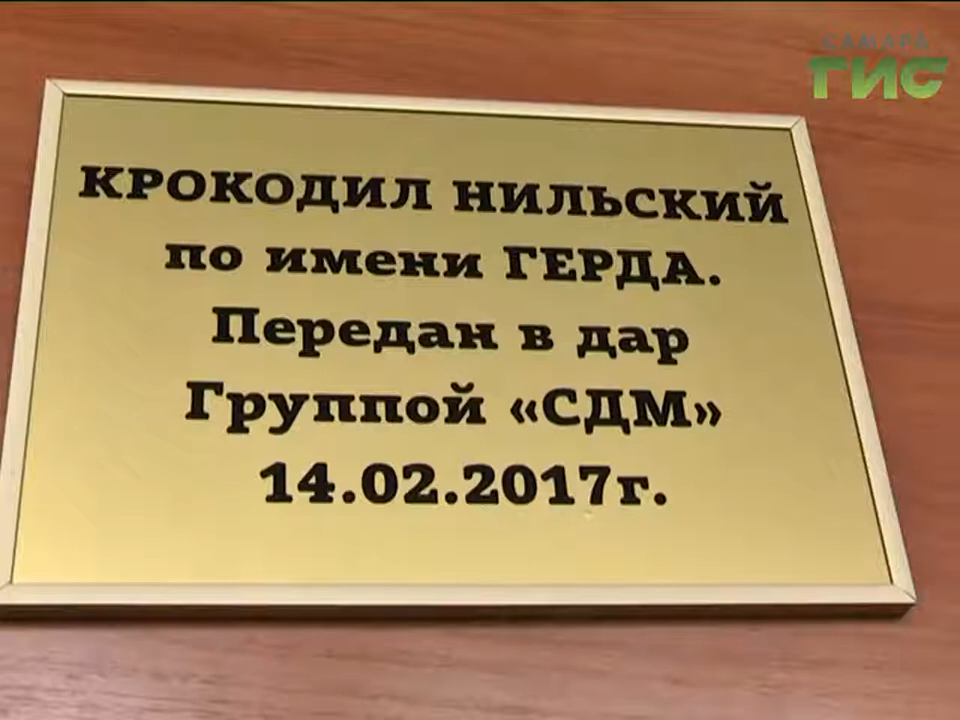 САМАРА
ГИС
КРОКОДИЛ НИЛЬСКИЙ
по имени ГЕРДА.
Передан в дар
Группой «СДМ»
14.02.2017г.